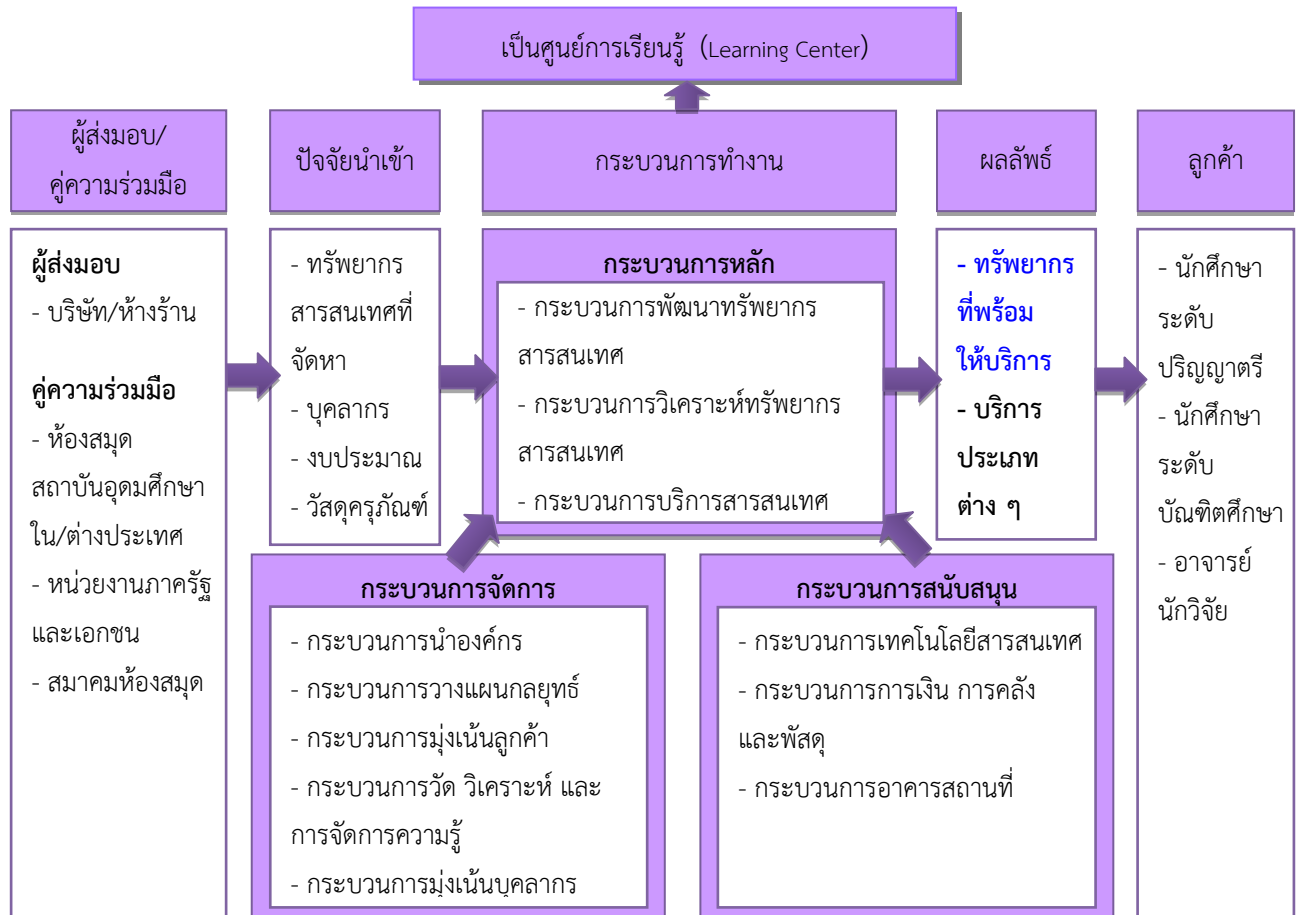 เป็นศูนย์การเรียนรู้ (Learning Center)
ผู้ส่งมอบ/
คู่ความร่วมมือ
ปัจจัยนำเข้า
กระบวนการทำงาน
ผลลัพธ์
ลูกค้า
ผู้ส่งมอบ
- บริษัท/ห้างร้าน
คู่ความร่วมมือ
- ห้องสมุด
สถาบันอุดมศึกษา
ใน/ต่างประเทศ
- หน่วยงานภาครัฐ
และเอกชน
- สมาคมห้องสมุด
- ทรัพยากร
สารสนเทศที่
จัดหา
- บุคลากร
- งบประมาณ
- วัสดุครุภัณฑ์
กระบวนการหลัก
- กระบวนการพัฒนาทรัพยากร
สารสนเทศ
- กระบวนการวิเคราะห์ทรัพยากร
สารสนเทศ
- กระบวนการบริการสารสนเทศ
- ทรัพยากร
ที่พร้อม
ให้บริการ
- บริการ
ประเภท
ต่าง ๆ
- นักศึกษา
ระดับ
ปริญญาตรี
- นักศึกษา
ระดับ
บัณฑิตศึกษา
- อาจารย์
นักวิจัย
กระบวนการจัดการ
- กระบวนการนำองค์กร
- กระบวนการวางแผนกลยุทธ์
- กระบวนการมุ่งเน้นลูกค้า
- กระบวนการวัด วิเคราะห์ และ
การจัดการความรู้
- กระบวนการมุ่งเน้นบุคลากร
กระบวนการสนับสนุน
- กระบวนการเทคโนโลยีสารสนเทศ
- กระบวนการการเงิน การคลัง
และพัสดุ
- กระบวนการอาคารสถานที่